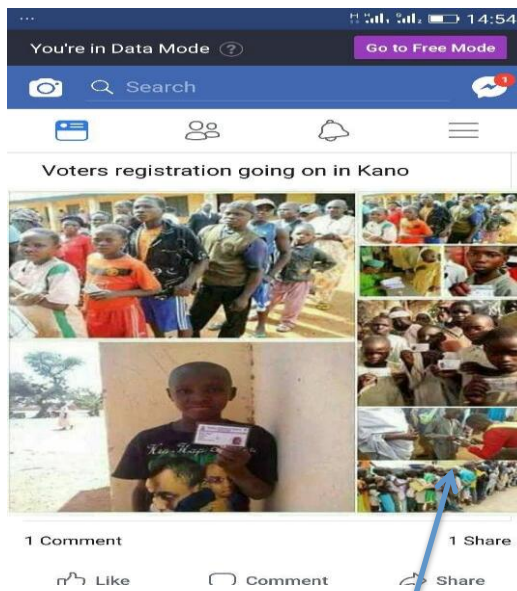 ... H 14:54
You're in Data Mode ? Go to Free Mode
Search 1
Voters registration going on in Kano
1 Comment 1 Share
Like Comment Share